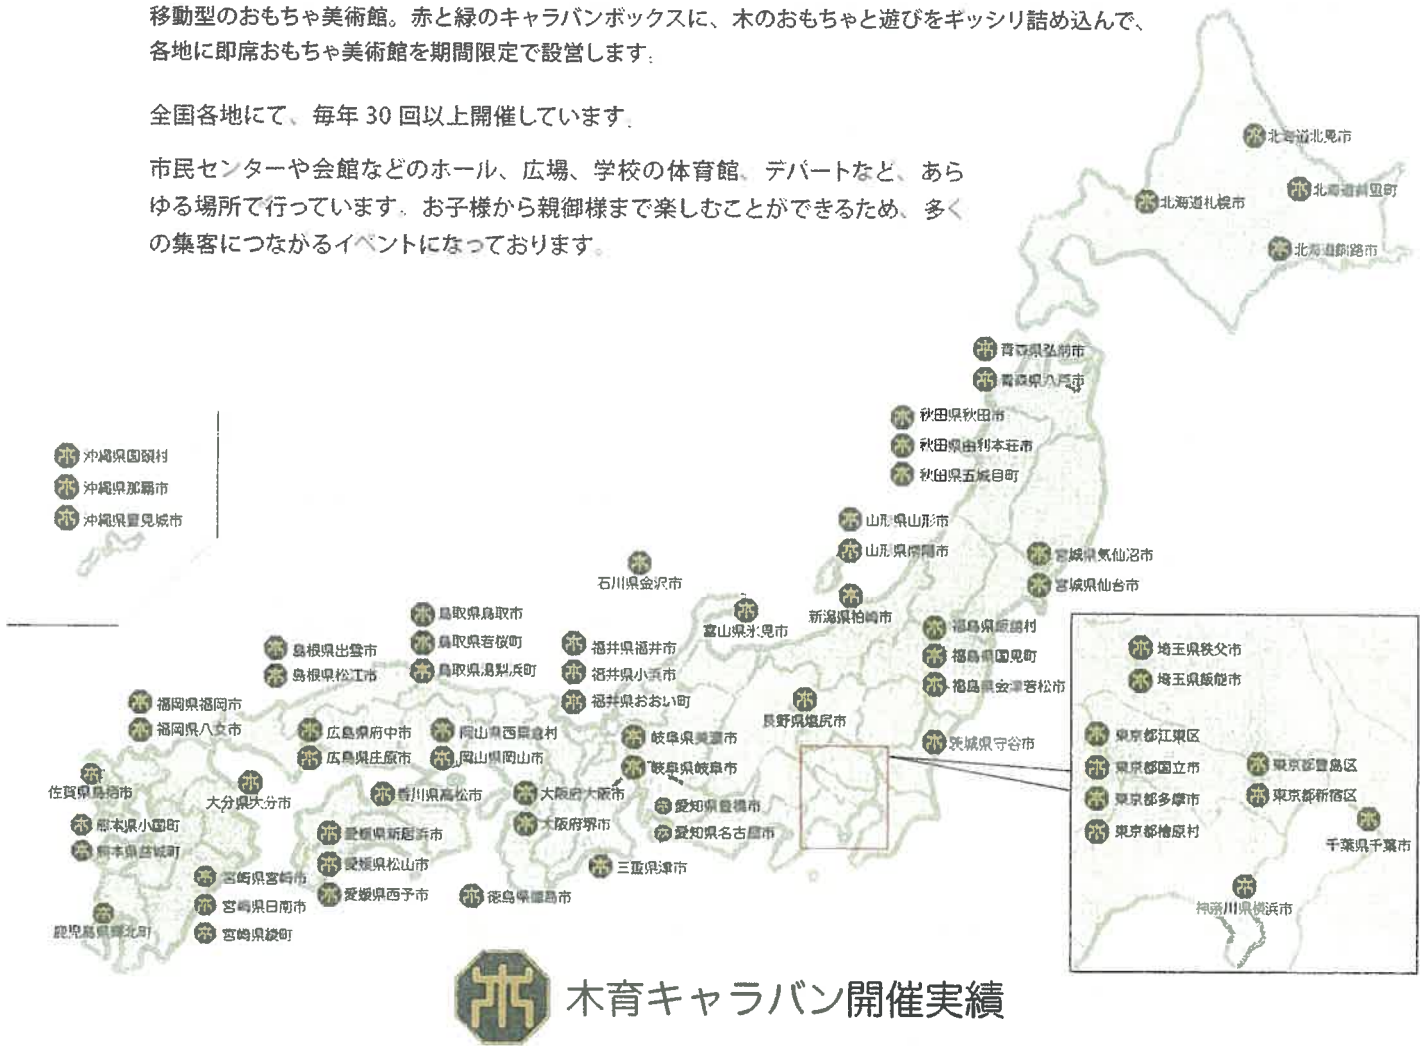 移動型のおもちゃ美術館。赤と緑のキャラバンボックスに、木のおもちゃと遊びをギッシリ詰め込んで、
各地に即席おもちゃ美術館を期間限定で設営します.
全国各地にて、毎年 30 回以上開催しています.
市民センターや会館などのホール、広場、学校の体育館、デパートなど、あら
ゆる場所で行っています。お子様から親御様まで楽しむことができるため、多く
の集客につながるイベントになっております。
北海道北見市
北海道斜里町
北海道札幌市
北海道釧路市
青森県弘前市
青森県八戸市
秋田県秋田市
秋田県由利本荘市
秋田県五城目町
沖縄県国頭村
沖縄県那覇市
沖縄県豊見城市
山形県山形市
山形県南陽市
宮城県気仙沼市
宮城県仙台市
石川県金沢市
新潟県柏崎市
富山県氷見市
鳥取県鳥取市
鳥取県若桜町
鳥取県湯梨浜町
島根県出雲市
島根県松江市
福井県福井市
福井県小浜市
福井県おおい町
福島県飯舘村
福島県国見町
福島県会津若松市
長野県塩尻市
茨城県守谷市
福岡県福岡市
福岡県八女市
広島県府中市
広島県庄原市
岡山県西粟倉村
岡山県岡山市
岐阜県美濃市
岐阜県岐阜市
佐賀県鳥栖市
大分県大分市
香川県高松市
大阪府大阪市
大阪府堺市
愛知県豊橋市
愛知県名古屋市
熊本県小国町
熊本県益城町
愛媛県新居浜市
愛媛県松山市
愛媛県西予市
三重県津市
徳島県徳島市
宮崎県宮崎市
宮崎県日南市
宮崎県綾町
鹿児島県錦江町
埼玉県秩父市
埼玉県飯能市
東京都江東区
東京都国立市
東京都多摩市
東京都檜原村
東京都豊島区
東京都新宿区
千葉県千葉市
神奈川県横浜市
木育キャラバン開催実績